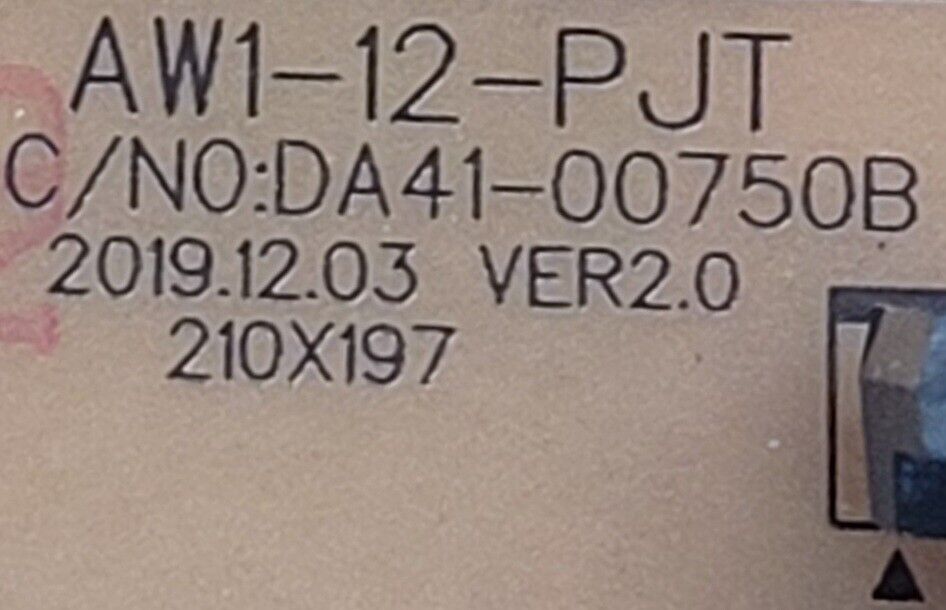 AW1-12-PJT
C/NO:DA41-00750B
2019.12.03 VER2.0
210X197